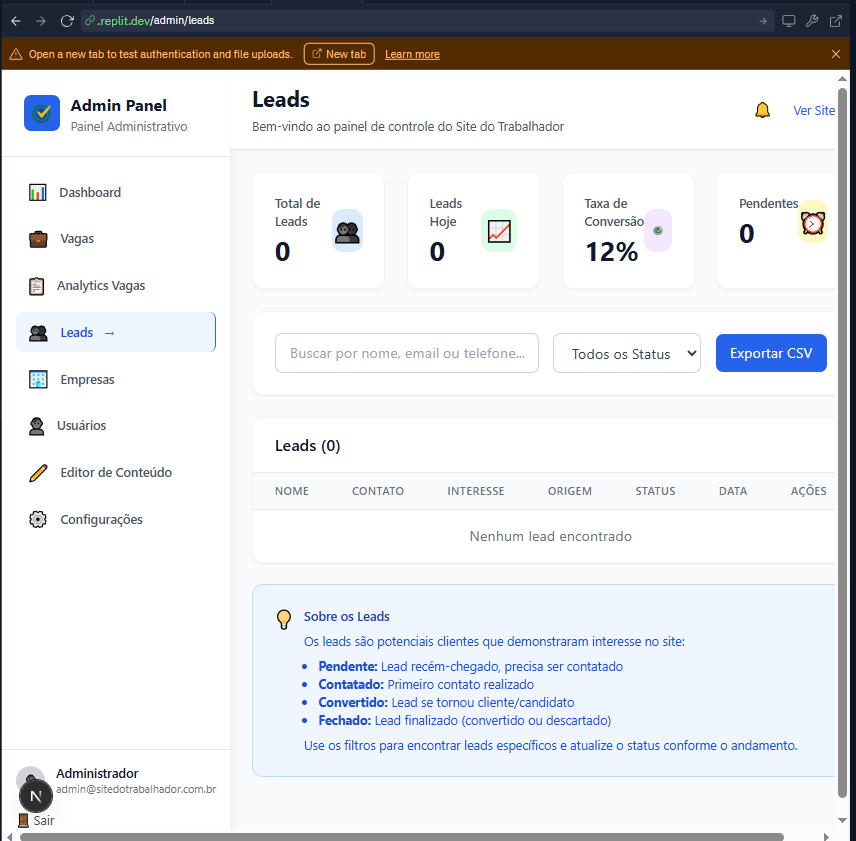 .replit.dev/admin/leads
Open a new tab to test authentication and file uploads.
New tab
Learn more
Admin Panel
Painel Administrativo
Dashboard
Vagas
Analytics Vagas
Leads →
Empresas
Usuários
Editor de Conteúdo
Configurações
Administrador
admin@sitedotrabalhador.com.br
N
Sair
Leads
Bem-vindo ao painel de controle do Site do Trabalhador
Ver Site
Total de
Leads
0
Leads
Hoje
0
Taxa de
Conversão
12%
Pendentes
0
Buscar por nome, email ou telefone...
Todos os Status
Exportar CSV
Leads (0)
NOME CONTATO INTERESSE ORIGEM STATUS DATA AÇÕES
Nenhum lead encontrado
Sobre os Leads
Os leads são potenciais clientes que demonstraram interesse no site:
• Pendente: Lead recém-chegado, precisa ser contatado
• Contatado: Primeiro contato realizado
• Convertido: Lead se tornou cliente/candidato
• Fechado: Lead finalizado (convertido ou descartado)
Use os filtros para encontrar leads específicos e atualize o status conforme o andamento.